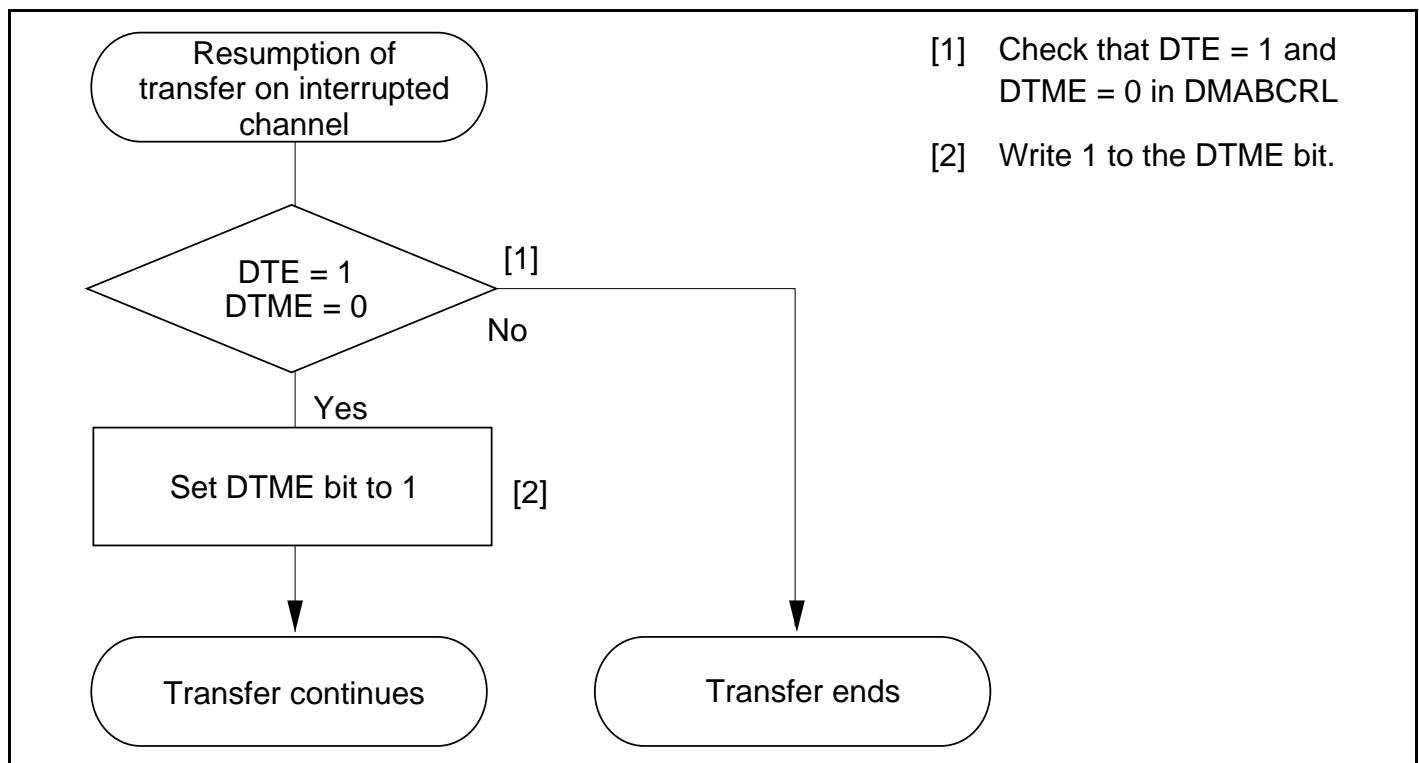 Resumption of
transfer on interrupted
channel
[1] Check that DTE = 1 and
DTME = 0 in DMABCRL
[2] Write 1 to the DTME bit.
DTE = 1
DTME = 0
[1]
No
Yes
Set DTME bit to 1
[2]
Transfer continues
Transfer ends